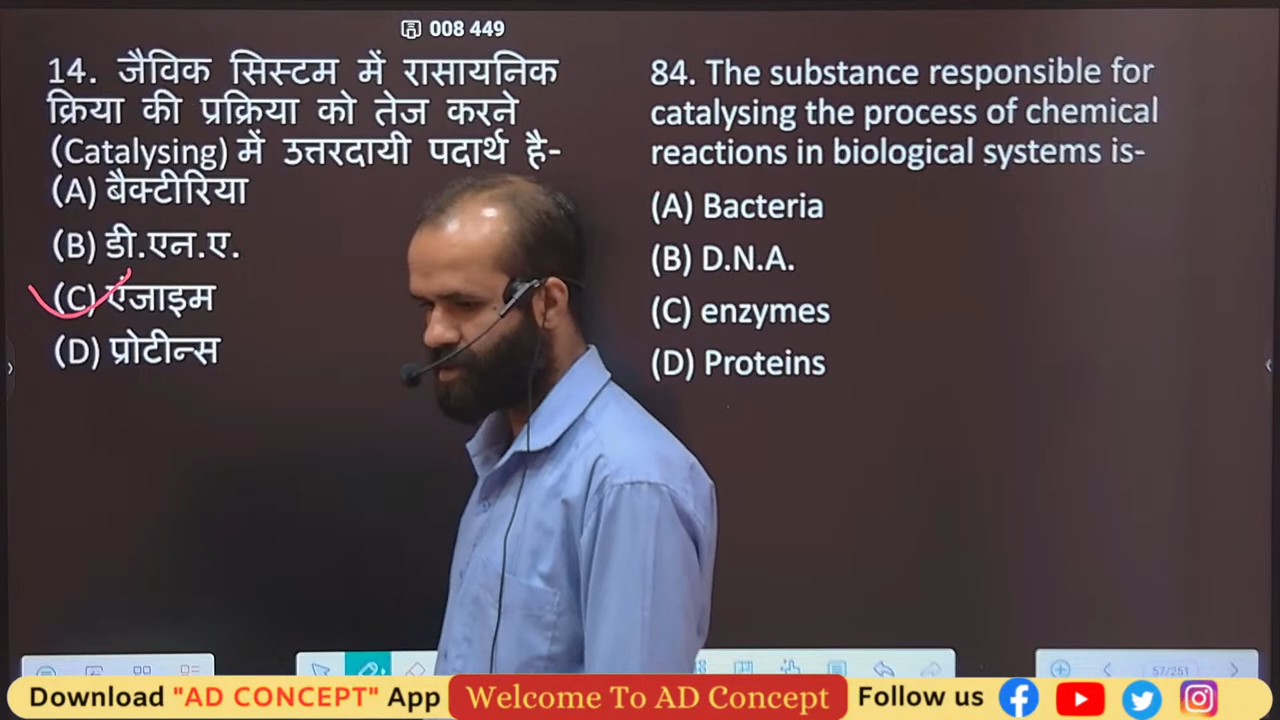 008 449
14. जैविक सिस्टम में रासायनिक
क्रिया की प्रक्रिया को तेज करने
(Catalysing) में उत्तरदायी पदार्थ है-
(A) बैक्टीरिया
(B) डी.एन.ए.
(C) एंजाइम
(D) प्रोटीन्स
84. The substance responsible for
catalysing the process of chemical
reactions in biological systems is-
(A) Bacteria
(B) D.N.A.
(C) enzymes
(D) Proteins
57/251
Download "AD CONCEPT" App
Welcome To AD Concept
Follow us